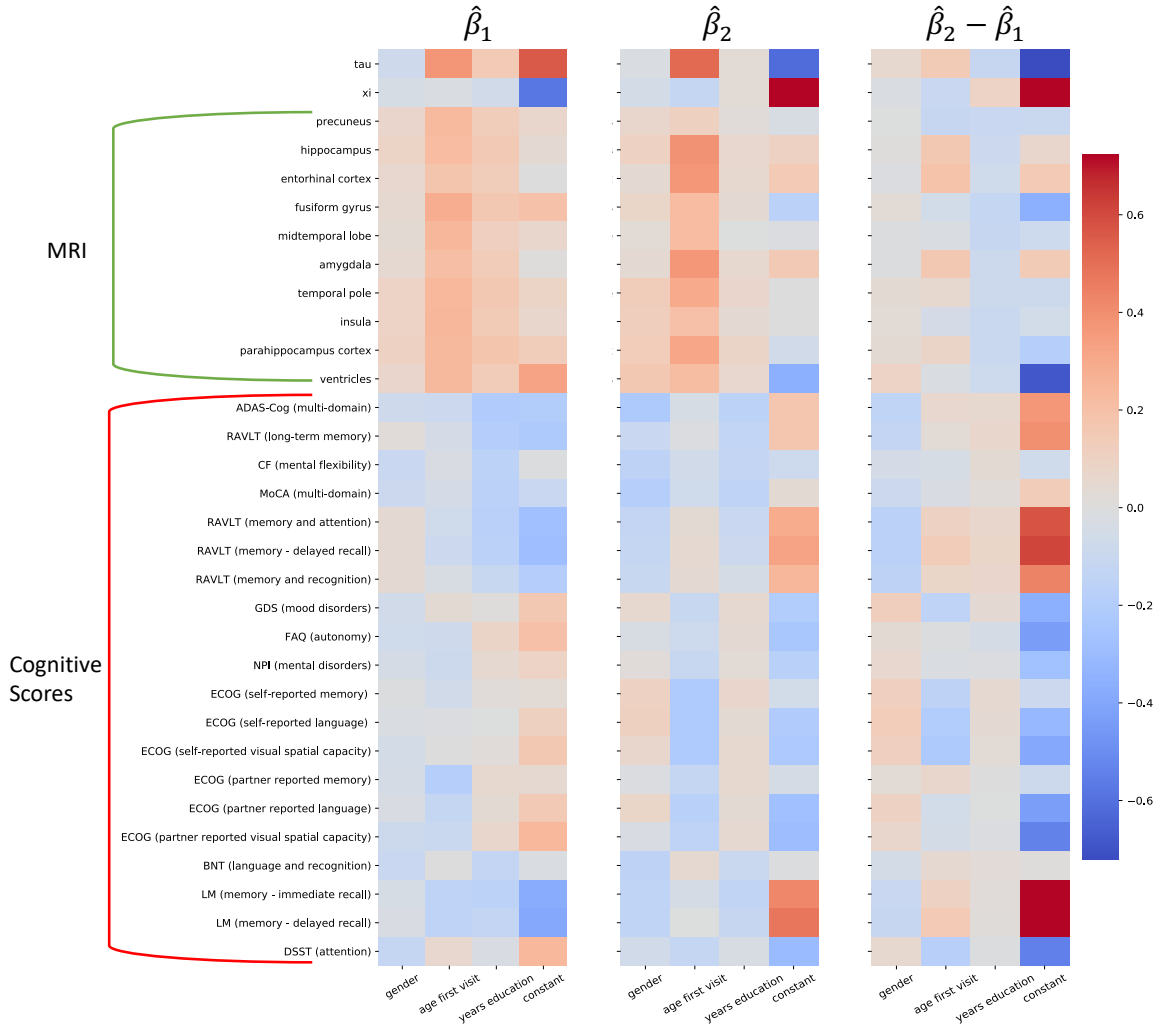 β̂₁
β̂₂
β̂₂ − β̂₁
tau
xi
precuneus
hippocampus
entorhinal cortex
fusiform gyrus
midtemporal lobe
amygdala
temporal pole
insula
parahippocampus cortex
ventricles
ADAS-Cog (multi-domain)
RAVLT (long-term memory)
CF (mental flexibility)
MoCA (multi-domain)
RAVLT (memory and attention)
RAVLT (memory - delayed recall)
RAVLT (memory and recognition)
GDS (mood disorders)
FAQ (autonomy)
NPI (mental disorders)
ECOG (self-reported memory)
ECOG (self-reported language)
ECOG (self-reported visual spatial capacity)
ECOG (partner reported memory)
ECOG (partner reported language)
ECOG (partner reported visual spatial capacity)
BNT (language and recognition)
LM (memory - immediate recall)
LM (memory - delayed recall)
DSST (attention)
MRI
Cognitive
Scores
gender
age first visit
years education
constant
gender
age first visit
years education
constant
gender
age first visit
years education
constant
0.6
0.4
0.2
0.0
−0.2
−0.4
−0.6